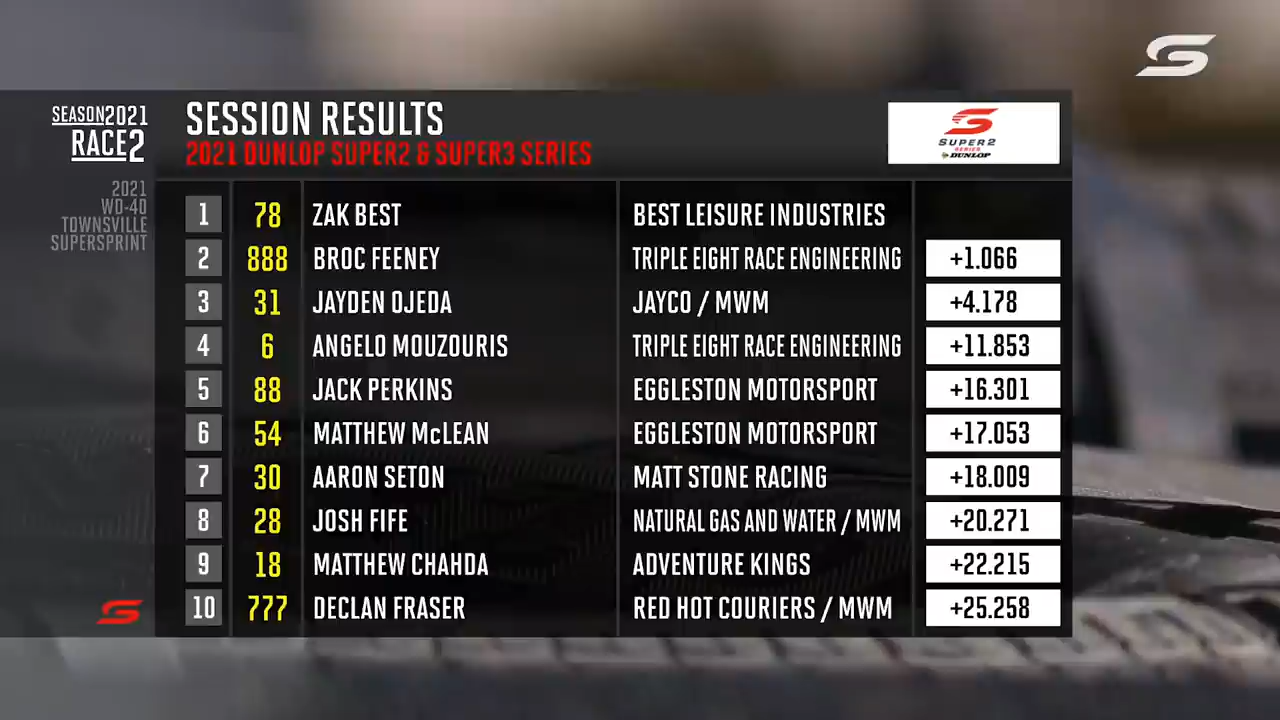 SEASON2021
RACE2
2021
WD-40
TOWNSVILLE
SUPERSPRINT
SESSION RESULTS
2021 DUNLOP SUPER2 & SUPER3 SERIES
SUPER2
SERIES
DUNLOP
1 78 ZAK BEST BEST LEISURE INDUSTRIES
2 888 BROC FEENEY TRIPLE EIGHT RACE ENGINEERING +1.066
3 31 JAYDEN OJEDA JAYCO / MWM +4.178
4 6 ANGELO MOUZOURIS TRIPLE EIGHT RACE ENGINEERING +11.853
5 88 JACK PERKINS EGGLESTON MOTORSPORT +16.301
6 54 MATTHEW McLEAN EGGLESTON MOTORSPORT +17.053
7 30 AARON SETON MATT STONE RACING +18.009
8 28 JOSH FIFE NATURAL GAS AND WATER / MWM +20.271
9 18 MATTHEW CHAHDA ADVENTURE KINGS +22.215
10 777 DECLAN FRASER RED HOT COURIERS / MWM +25.258